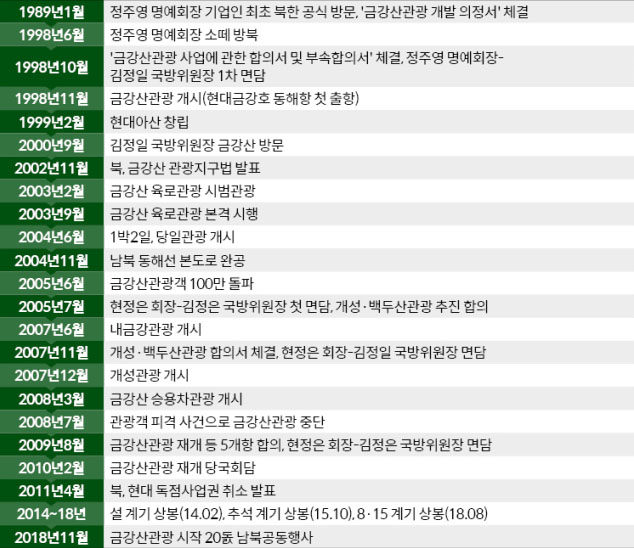 1989년1월 정주영 명예회장 기업인 최초 북한 공식 방문, '금강산관광 개발 의정서' 체결
1998년6월 정주영 명예회장 소떼 방북
1998년10월 '금강산관광 사업에 관한 합의서 및 부속합의서' 체결, 정주영 명예회장-
김정일 국방위원장 1차 면담
1998년11월 금강산관광 개시(현대금강호 동해항 첫 출항)
1999년2월 현대아산 창립
2000년9월 김정일 국방위원장 금강산 방문
2002년11월 북, 금강산 관광지구법 발표
2003년2월 금강산 육로관광 시범관광
2003년9월 금강산 육로관광 본격 시행
2004년6월 1박2일, 당일관광 개시
2004년11월 남북 동해선 본도로 완공
2005년6월 금강산관광객 100만 돌파
2005년7월 현정은 회장-김정은 국방위원장 첫 면담, 개성·백두산관광 추진 합의
2007년6월 내금강관광 개시
2007년11월 개성·백두산관광 합의서 체결, 현정은 회장-김정일 국방위원장 면담
2007년12월 개성관광 개시
2008년3월 금강산 승용차관광 개시
2008년7월 관광객 피격 사건으로 금강산관광 중단
2009년8월 금강산관광 재개 등 5개항 합의, 현정은 회장-김정은 국방위원장 면담
2010년2월 금강산관광 재개 당국회담
2011년4월 북, 현대 독점사업권 취소 발표
2014~18년 설 계기 상봉(14.02), 추석 계기 상봉(15.10), 8·15 계기 상봉(18.08)
2018년11월 금강산관광 시작 20돐 남북공동행사